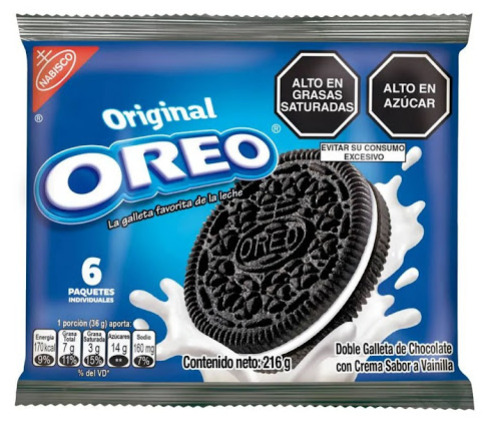 NABISCO
®
Original
OREO
®
La galleta favorita de la leche
ALTO EN
GRASAS
SATURADAS
ALTO EN
AZÚCAR
EVITAR SU CONSUMO
EXCESIVO
OREO
6
PAQUETES
INDIVIDUALES
1 porción (36 g) aporta:
Energía
170kcal
9%
Grasa
Total
7 g
11%
Grasa
Saturada
3 g
15%
Azúcares
14 g
**
Sodio
160 mg
7%
% del VD*
Contenido neto: 216 g
Doble Galleta de Chocolate
con Crema Sabor a Vainilla